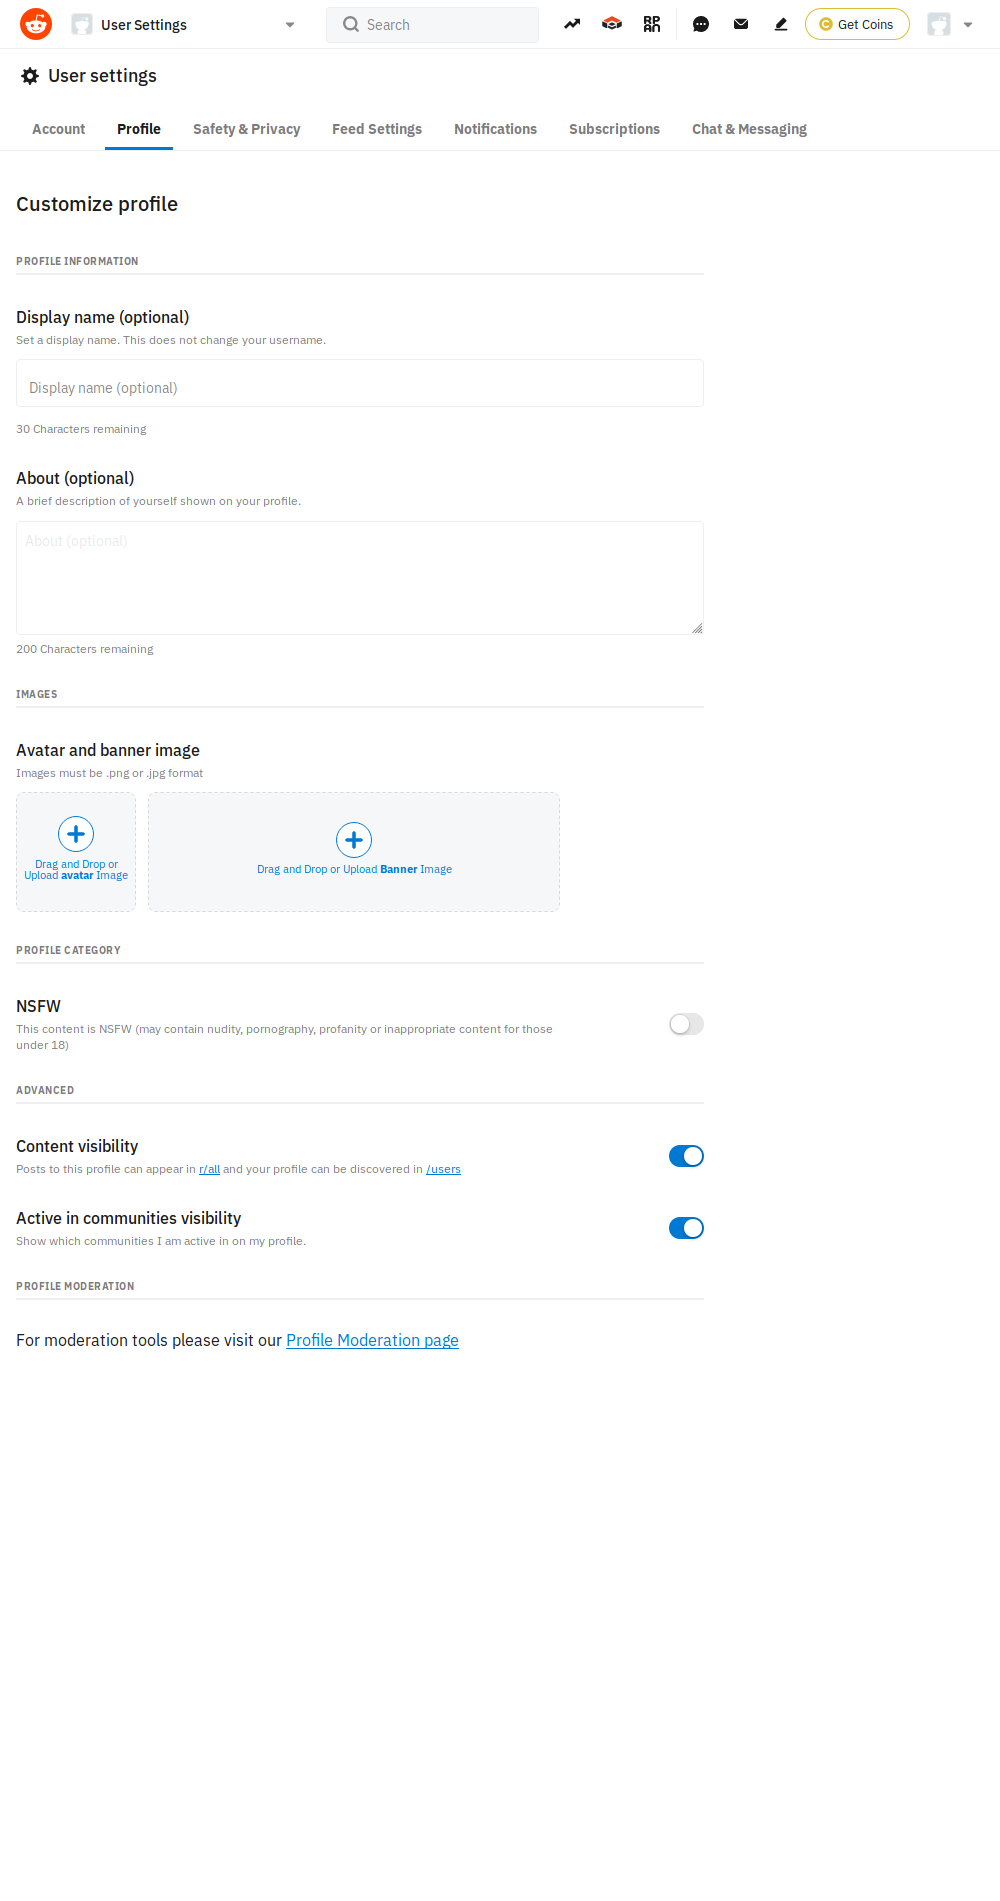 User Settings
Search
RPAN
Get Coins
User settings
Account
Profile
Safety & Privacy
Feed Settings
Notifications
Subscriptions
Chat & Messaging
Customize profile
PROFILE INFORMATION
Display name (optional)
Set a display name. This does not change your username.
Display name (optional)
30 Characters remaining
About (optional)
A brief description of yourself shown on your profile.
About (optional)
200 Characters remaining
IMAGES
Avatar and banner image
Images must be .png or .jpg format
Drag and Drop or
Upload avatar Image
Drag and Drop or Upload Banner Image
PROFILE CATEGORY
NSFW
This content is NSFW (may contain nudity, pornography, profanity or inappropriate content for those
under 18)
ADVANCED
Content visibility
Posts to this profile can appear in r/all and your profile can be discovered in /users
Active in communities visibility
Show which communities I am active in on my profile.
PROFILE MODERATION
For moderation tools please visit our Profile Moderation page